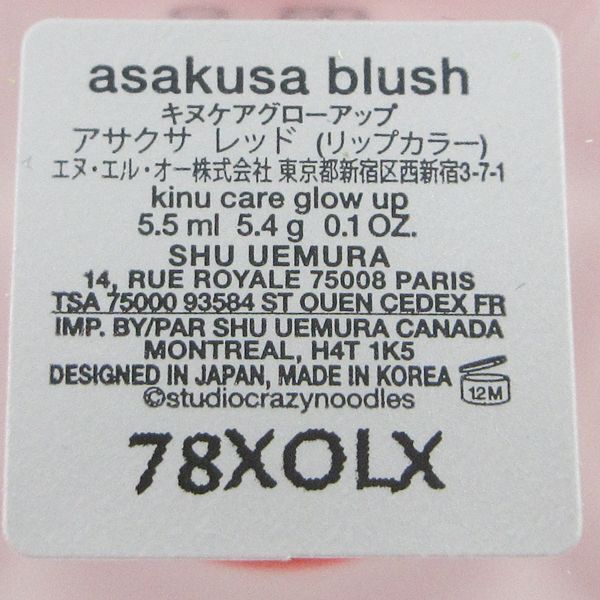 asakusa blush
キヌケアグローアップ
アサクサ レッド (リップカラー)
エヌ・エル・オー株式会社 東京都新宿区西新宿3-7-1
kinu care glow up
5.5 ml 5.4 g 0.1 OZ.
SHU UEMURA
14, RUE ROYALE 75008 PARIS
TSA 75000 93584 ST OUEN CEDEX FR
IMP. BY/PAR SHU UEMURA CANADA
MONTREAL, H4T 1K5
DESIGNED IN JAPAN, MADE IN KOREA
12M
©studiocrazynoodles
78XOLX